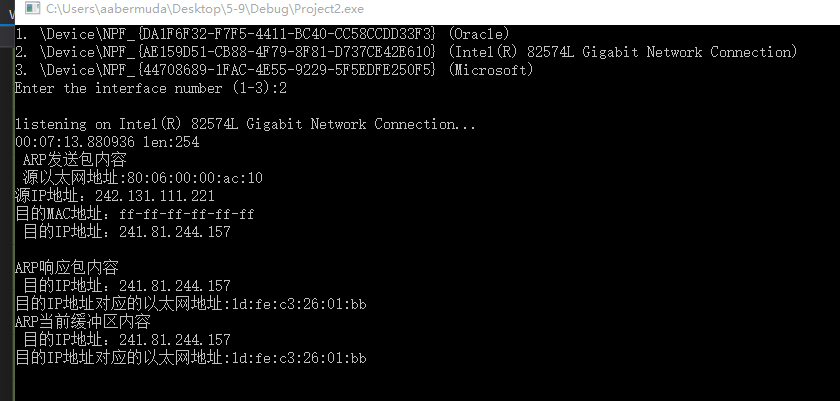 C:\Users\aabermuda\Desktop\5-9\Debug\Project2.exe
1. \Device\NPF_{DA1F6F32-F7F5-4411-BC40-CC58CCDD33F3} (Oracle)
2. \Device\NPF_{AE159D51-CB88-4F79-8F81-D737CE42E610} (Intel(R) 82574L Gigabit Network Connection)
3. \Device\NPF_{44708689-1FAC-4E55-9229-5F5EDFE250F5} (Microsoft)
Enter the interface number (1-3):2
listening on Intel(R) 82574L Gigabit Network Connection...
00:07:13.880936 len:254
ARP发送包内容
源以太网地址:80:06:00:00:ac:10
源IP地址：242.131.111.221
目的MAC地址：ff-ff-ff-ff-ff-ff
目的IP地址：241.81.244.157
ARP响应包内容
目的IP地址：241.81.244.157
目的IP地址对应的以太网地址:1d:fe:c3:26:01:bb
ARP当前缓冲区内容
目的IP地址：241.81.244.157
目的IP地址对应的以太网地址:1d:fe:c3:26:01:bb